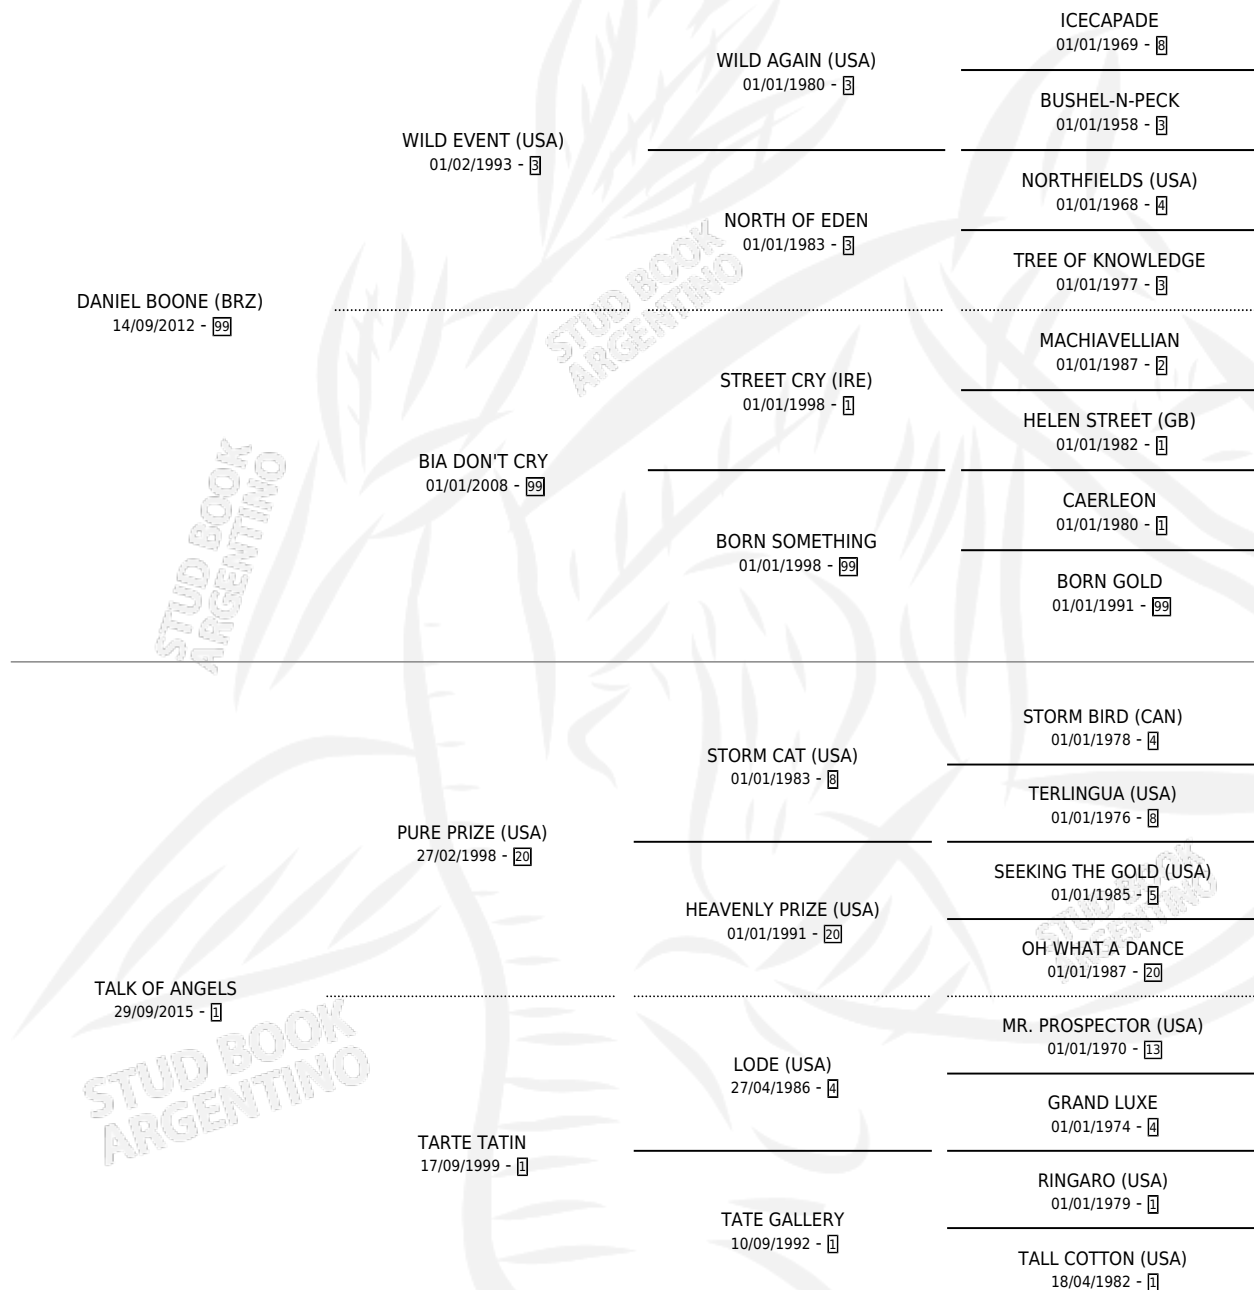 DANIEL BOONE (BRZ)
14/09/2012 - 99
WILD EVENT (USA)
01/02/1993 - 3
WILD AGAIN (USA)
01/01/1980 - 3
ICECAPADE
01/01/1969 - 8
BUSHEL-N-PECK
01/01/1958 - 3
NORTH OF EDEN
01/01/1983 - 3
NORTHFIELDS (USA)
01/01/1968 - 4
TREE OF KNOWLEDGE
01/01/1977 - 3
BIA DON'T CRY
01/01/2008 - 99
STREET CRY (IRE)
01/01/1998 - 1
MACHIAVELLIAN
01/01/1987 - 2
HELEN STREET (GB)
01/01/1982 - 1
BORN SOMETHING
01/01/1998 - 99
CAERLEON
01/01/1980 - 1
BORN GOLD
01/01/1991 - 99
TALK OF ANGELS
29/09/2015 - 1
PURE PRIZE (USA)
27/02/1998 - 20
STORM CAT (USA)
01/01/1983 - 8
STORM BIRD (CAN)
01/01/1978 - 4
TERLINGUA (USA)
01/01/1976 - 8
HEAVENLY PRIZE (USA)
01/01/1991 - 20
SEEKING THE GOLD (USA)
01/01/1985 - 5
OH WHAT A DANCE
01/01/1987 - 20
TARTE TATIN
17/09/1999 - 1
LODE (USA)
27/04/1986 - 4
MR. PROSPECTOR (USA)
01/01/1970 - 13
GRAND LUXE
01/01/1974 - 4
TATE GALLERY
10/09/1992 - 1
RINGARO (USA)
01/01/1979 - 1
TALL COTTON (USA)
18/04/1982 - 1
STUD BOOK
ARGENTINO
STUD BOOK
ARGENTINO
STUD BOOK
ARGENTINO
STUD BOOK
ARGENTINO